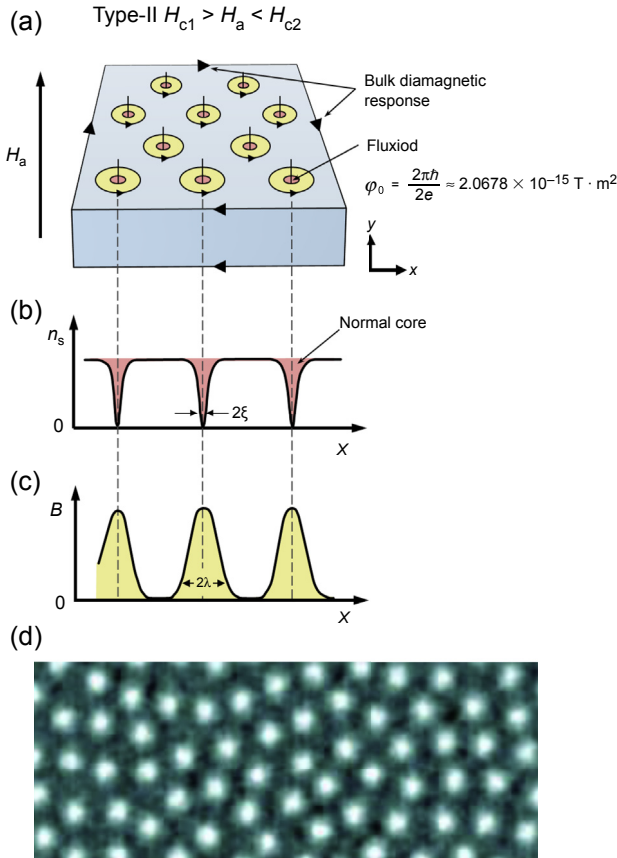 (a)
Type-II H_c1 > H_a < H_c2
Bulk diamagnetic
response
H_a
Fluxiod
φ_0 = 2πℏ/2e ≈ 2.0678 × 10^–15 T · m^2
y
x
(b)
n_s
Normal core
2ξ
0
X
(c)
B
2λ
0
X
(d)